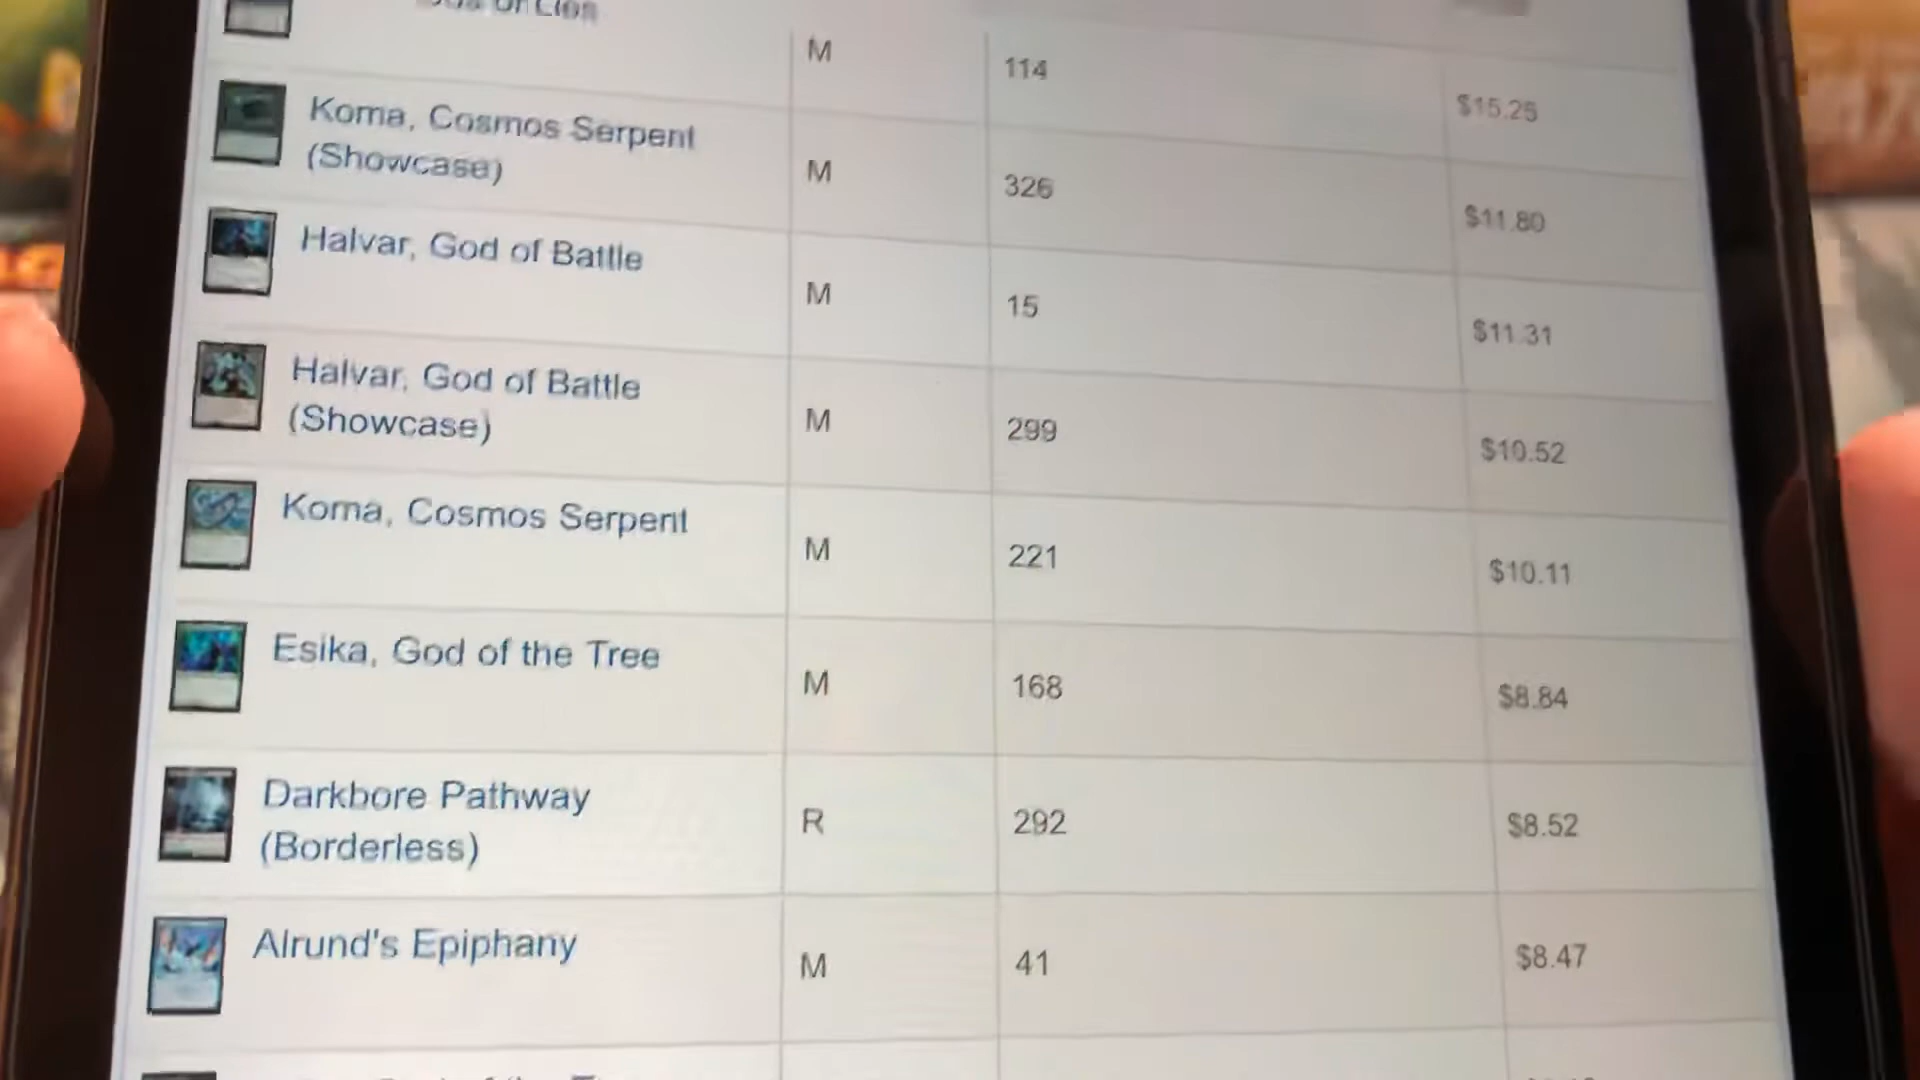 M 114 $15.25
Koma, Cosmos Serpent
(Showcase) M 326 $11.80
Halvar, God of Battle M 15 $11.31
Halvar, God of Battle
(Showcase) M 299 $10.52
Koma, Cosmos Serpent M 221 $10.11
Esika, God of the Tree M 168 $8.84
Darkbore Pathway
(Borderless) R 292 $8.52
Alrund's Epiphany M 41 $8.47